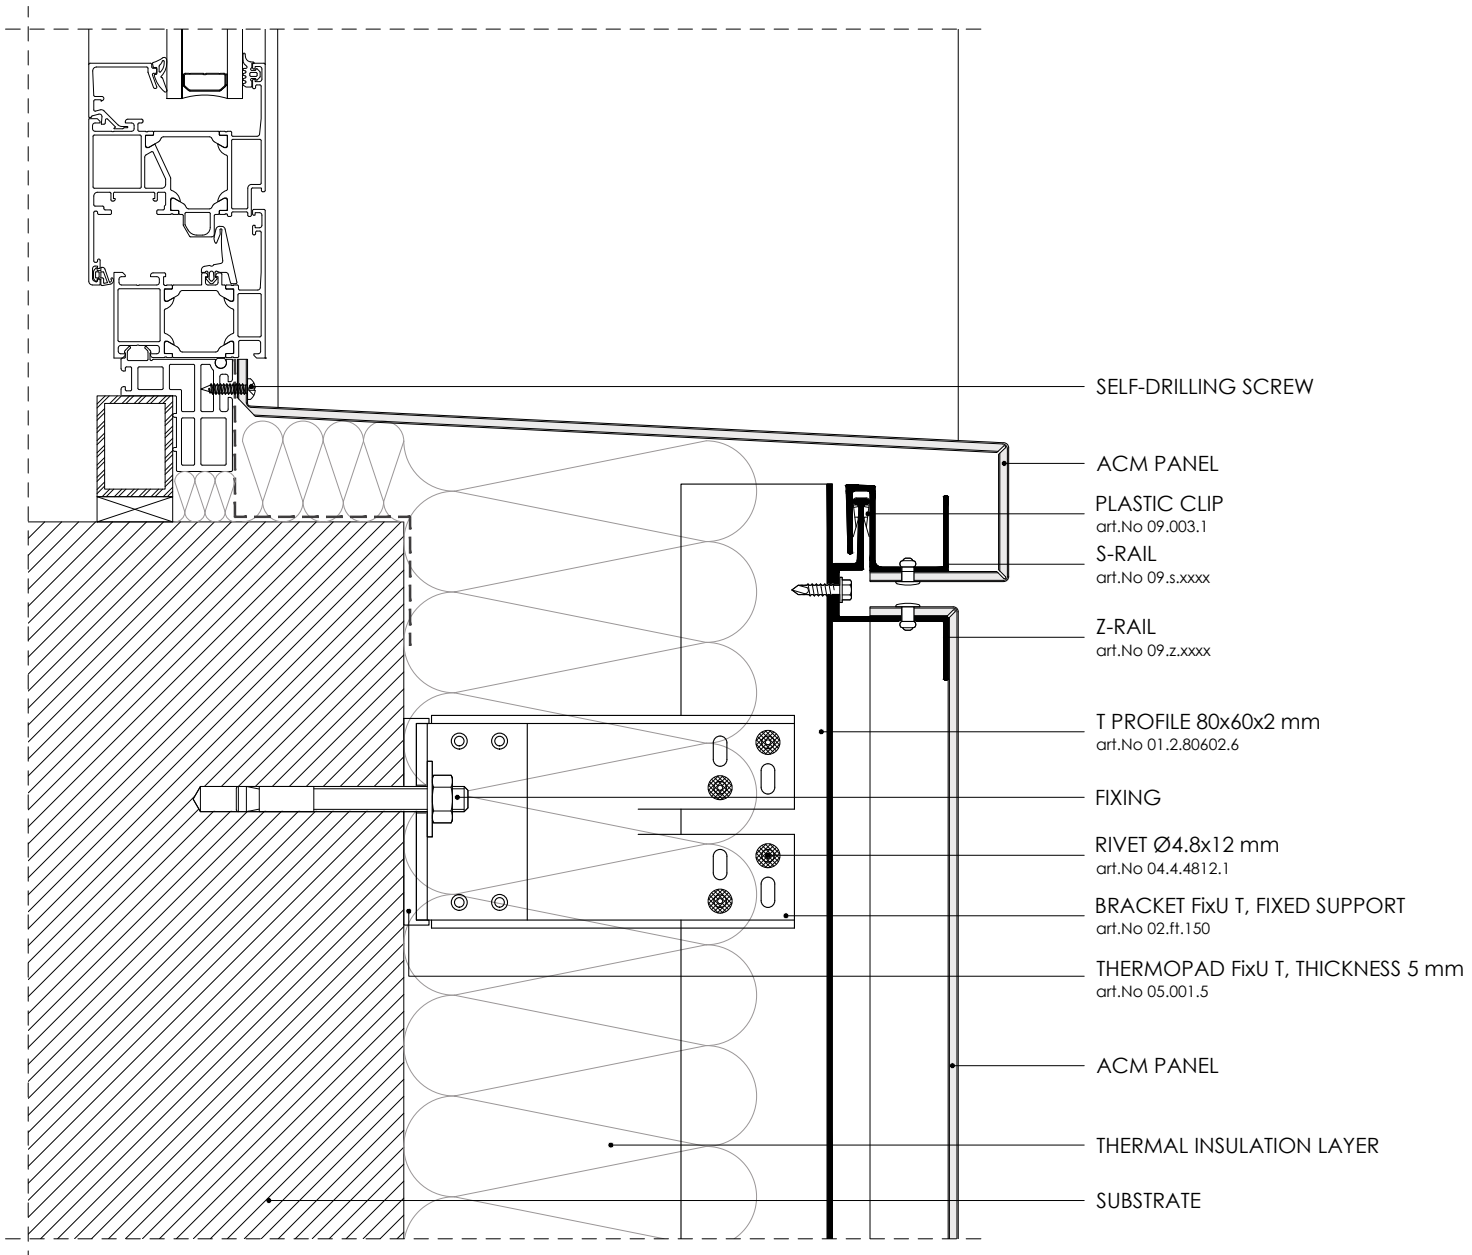 SELF-DRILLING SCREW
ACM PANEL
PLASTIC CLIP
art.No 09.003.1
S-RAIL
art.No 09.s.xxxx
Z-RAIL
art.No 09.z.xxxx
T PROFILE 80x60x2 mm
art.No 01.2.80602.6
FIXING
RIVET Ø4.8x12 mm
art.No 04.4.4812.1
BRACKET FixU T, FIXED SUPPORT
art.No 02.ft.150
THERMOPAD FixU T, THICKNESS 5 mm
art.No 05.001.5
ACM PANEL
THERMAL INSULATION LAYER
SUBSTRATE